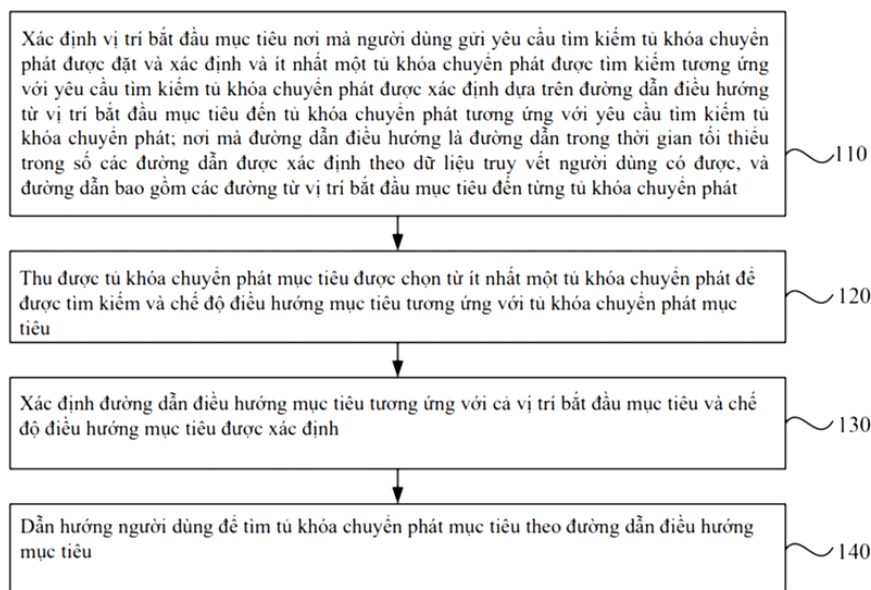 Xác định vị trí bắt đầu mục tiêu nơi mà người dùng gửi yêu cầu tìm kiếm tủ khóa chuyển
phát được đặt và xác định và ít nhất một tủ khóa chuyển phát được tìm kiếm tương ứng
với yêu cầu tìm kiếm tủ khóa chuyển phát được xác định dựa trên đường dẫn điều hướng
từ vị trí bắt đầu mục tiêu đến tủ khóa chuyển phát tương ứng với yêu cầu tìm kiếm tủ
khóa chuyển phát; nơi mà đường dẫn điều hướng là đường dẫn trong thời gian tối thiểu
trong số các đường dẫn được xác định theo dữ liệu truy vết người dùng có được, và
đường dẫn bao gồm các đường từ vị trí bắt đầu mục tiêu đến từng tủ khóa chuyển phát
110
Thu được tủ khóa chuyển phát mục tiêu được chọn từ ít nhất một tủ khóa chuyển phát để
được tìm kiếm và chế độ điều hướng mục tiêu tương ứng với tủ khóa chuyển phát mục
tiêu
120
Xác định đường dẫn điều hướng mục tiêu tương ứng với cả vị trí bắt đầu mục tiêu và chế
độ điều hướng mục tiêu được xác định
130
Dẫn hướng người dùng để tìm tủ khóa chuyển phát mục tiêu theo đường dẫn điều hướng
mục tiêu
140